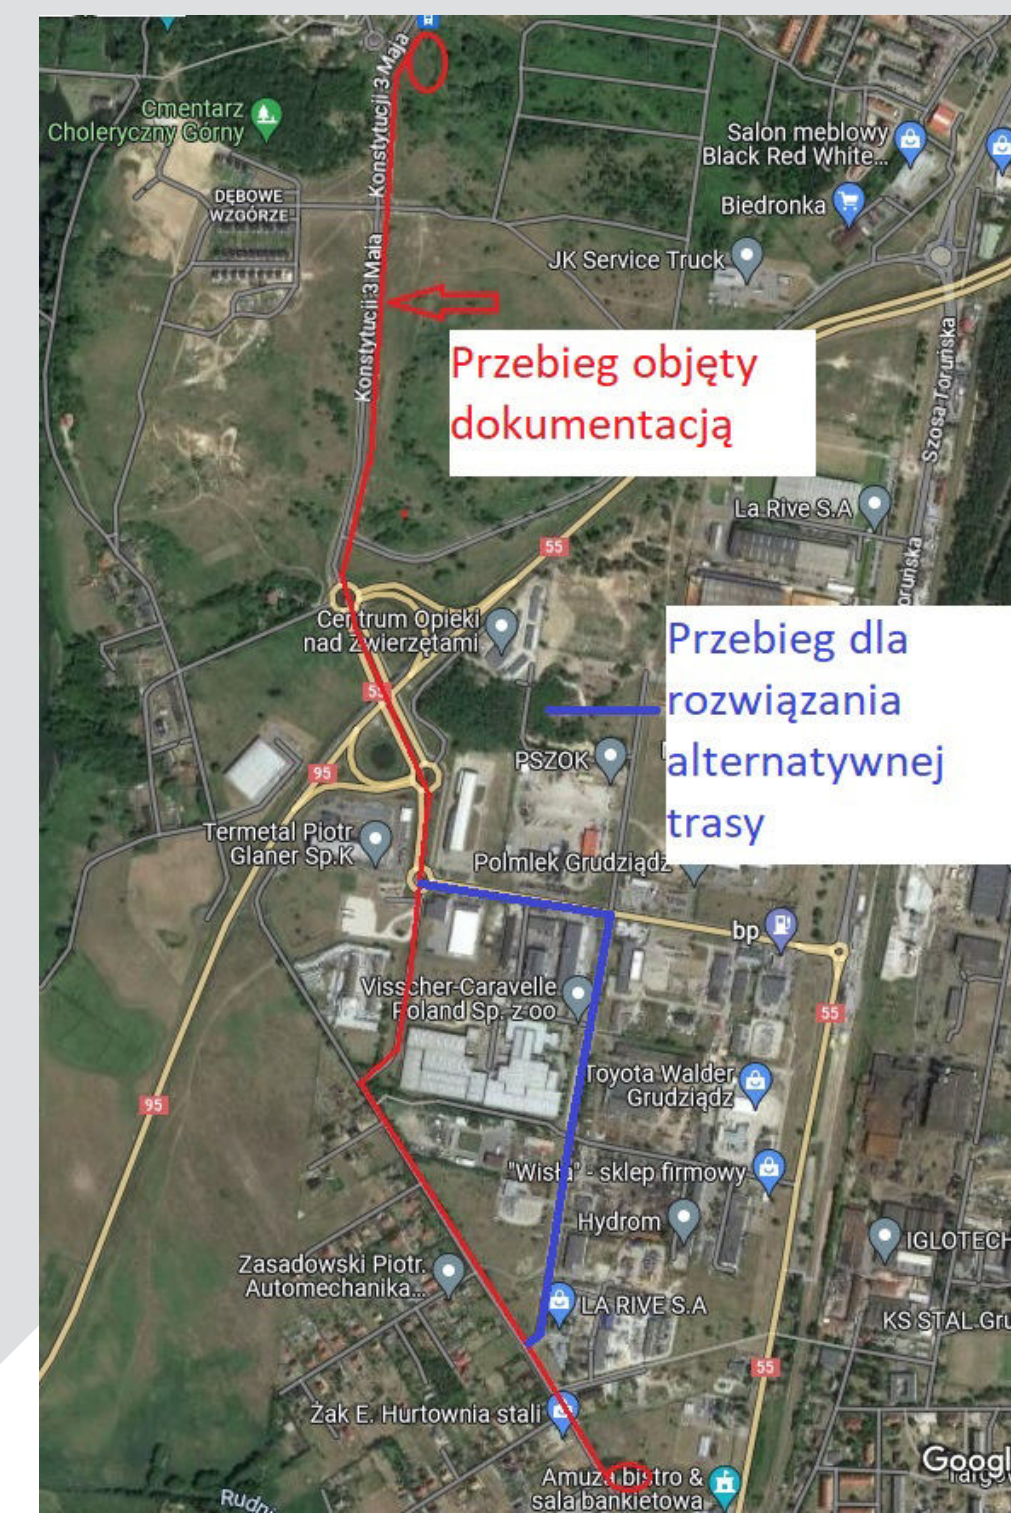 Cmentarz
Choleryczny Górny
Konstytucji 3 Maja
Salon meblowy
Black Red White...
DĘBOWE
WZGÓRZE
Biedronka
JK Service Truck
Konstytucji 3 Maja
Przebieg objęty
dokumentacją
Szosa Toruńska
La Rive S.A
55
oruńska
Centrum Opieki
nad Zwierzętami
Przebieg dla
rozwiązania
alternatywnej
trasy
55
PSZOK
95
Termetal Piotr
Glaner Sp.K
Polmlek Grudziądz
bp
Visscher-Caravelle
Poland Sp. z oo
55
Toyota Walder
Grudziądz
95
"Wisła" - sklep firmowy
Hydrom
IGLOTECH
Zasadowski Piotr.
Automechanika...
LA RIVE S.A
KS STAL Gru
55
Żak E. Hurtownia stali
Googl
Amuza bistro &
sala bankietowa
Rudni